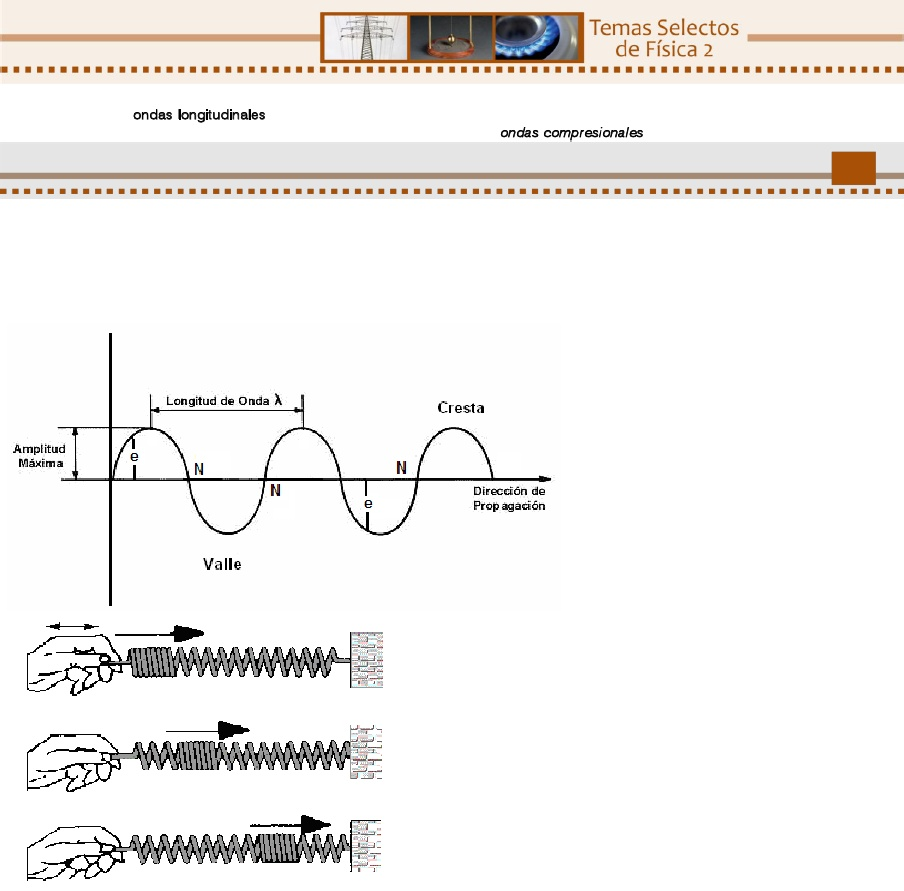 Temas Selectos
de Física 2
ondas longitudinales
ondas compresionales
Longitud de Onda λ
Cresta
Amplitud
Máxima
e
N
N
N
e
Dirección de
Propagación
Valle